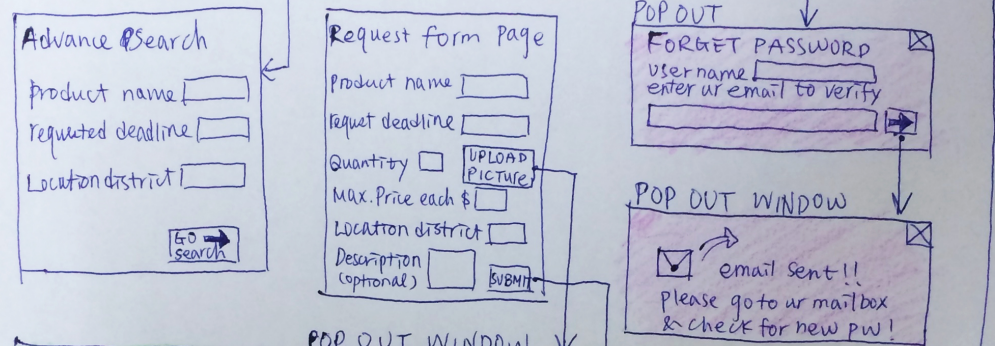 Advance Search
product name
requested deadline
Location district
GO
search
Request form Page
product name
requet deadline
Quantity
UPLOAD
PICTURE
Max. Price each $
Location district
Description
(optional)
SUBMIT
POP OUT
FORGET PASSWORD
username
enter ur email to verify
POP OUT WINDOW
email sent!!
please go to ur mailbox
& check for new pw!
POP OUT WINDOW